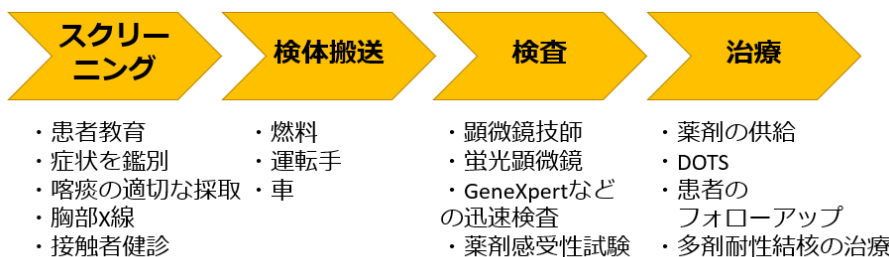 スクリー
ニング
検体搬送
検査
治療
・患者教育
・症状を鑑別
・喀痰の適切な採取
・胸部X線
・接触者健診
・燃料
・運転手
・車
・顕微鏡技師
・蛍光顕微鏡
・GeneXpertなど
の迅速検査
・薬剤感受性試験
・薬剤の供給
・DOTS
・患者の
フォローアップ
・多剤耐性結核の治療